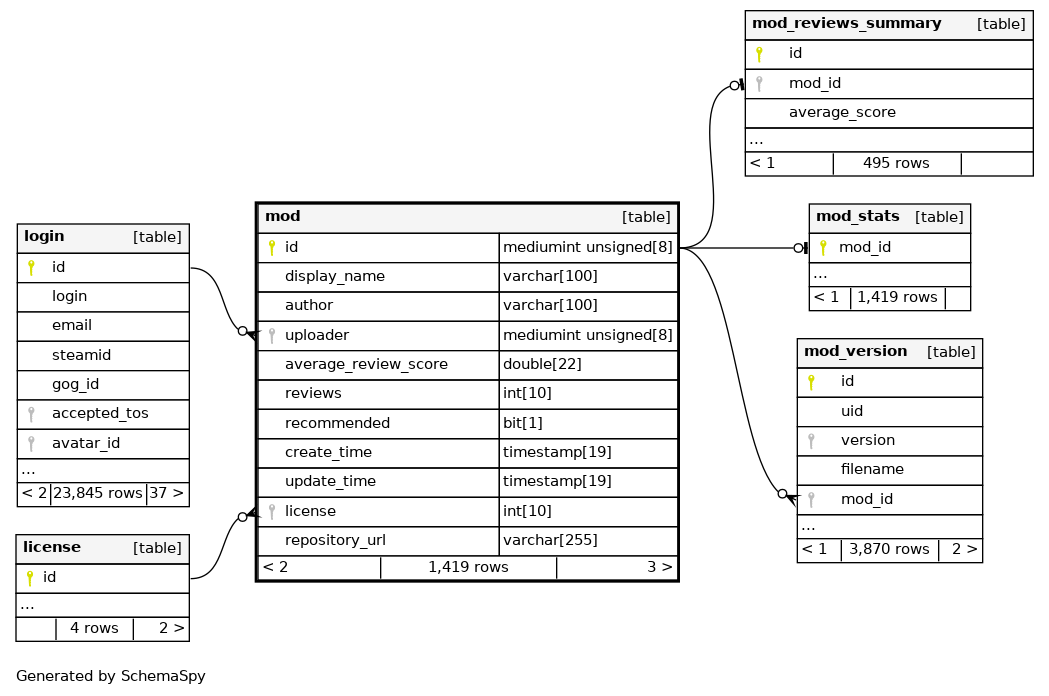 mod_reviews_summary [table]
id
mod_id
average_score
...
< 1 495 rows
login [table]
id
login
email
steamid
gog_id
accepted_tos
avatar_id
...
< 2 23,845 rows 37 >
license [table]
id
...
4 rows 2 >
mod [table]
id mediumint unsigned[8]
display_name varchar[100]
author varchar[100]
uploader mediumint unsigned[8]
average_review_score double[22]
reviews int[10]
recommended bit[1]
create_time timestamp[19]
update_time timestamp[19]
license int[10]
repository_url varchar[255]
< 2 1,419 rows 3 >
mod_stats [table]
mod_id
...
< 1 1,419 rows
mod_version [table]
id
uid
version
filename
mod_id
...
< 1 3,870 rows 2 >
Generated by SchemaSpy